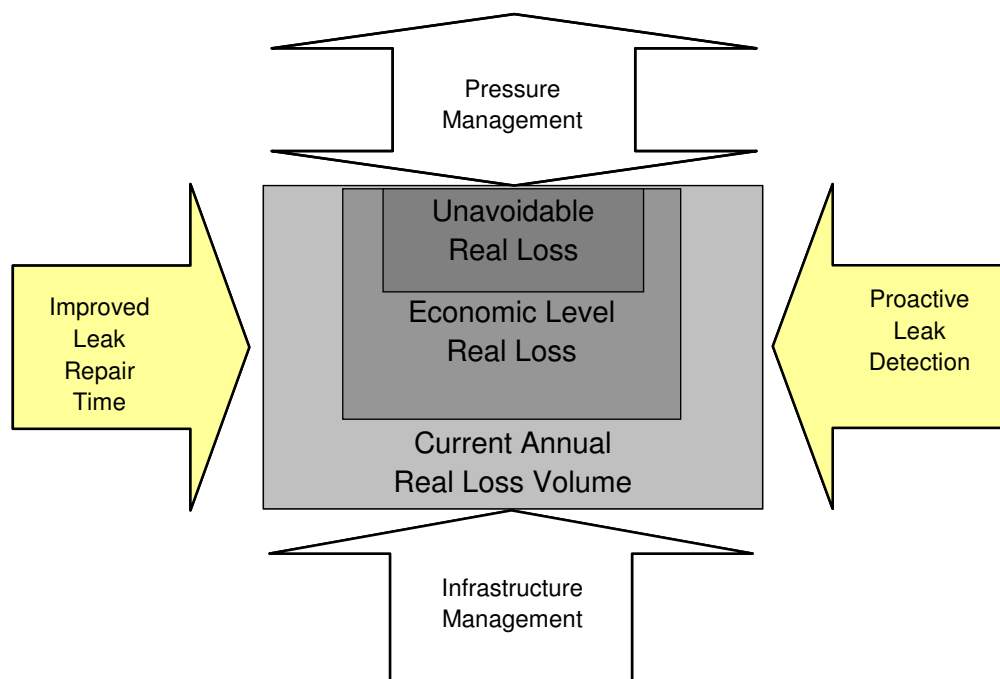 Pressure
Management
Unavoidable
Real Loss
Improved
Leak
Repair
Time
Economic Level
Real Loss
Proactive
Leak
Detection
Current Annual
Real Loss Volume
Infrastructure
Management